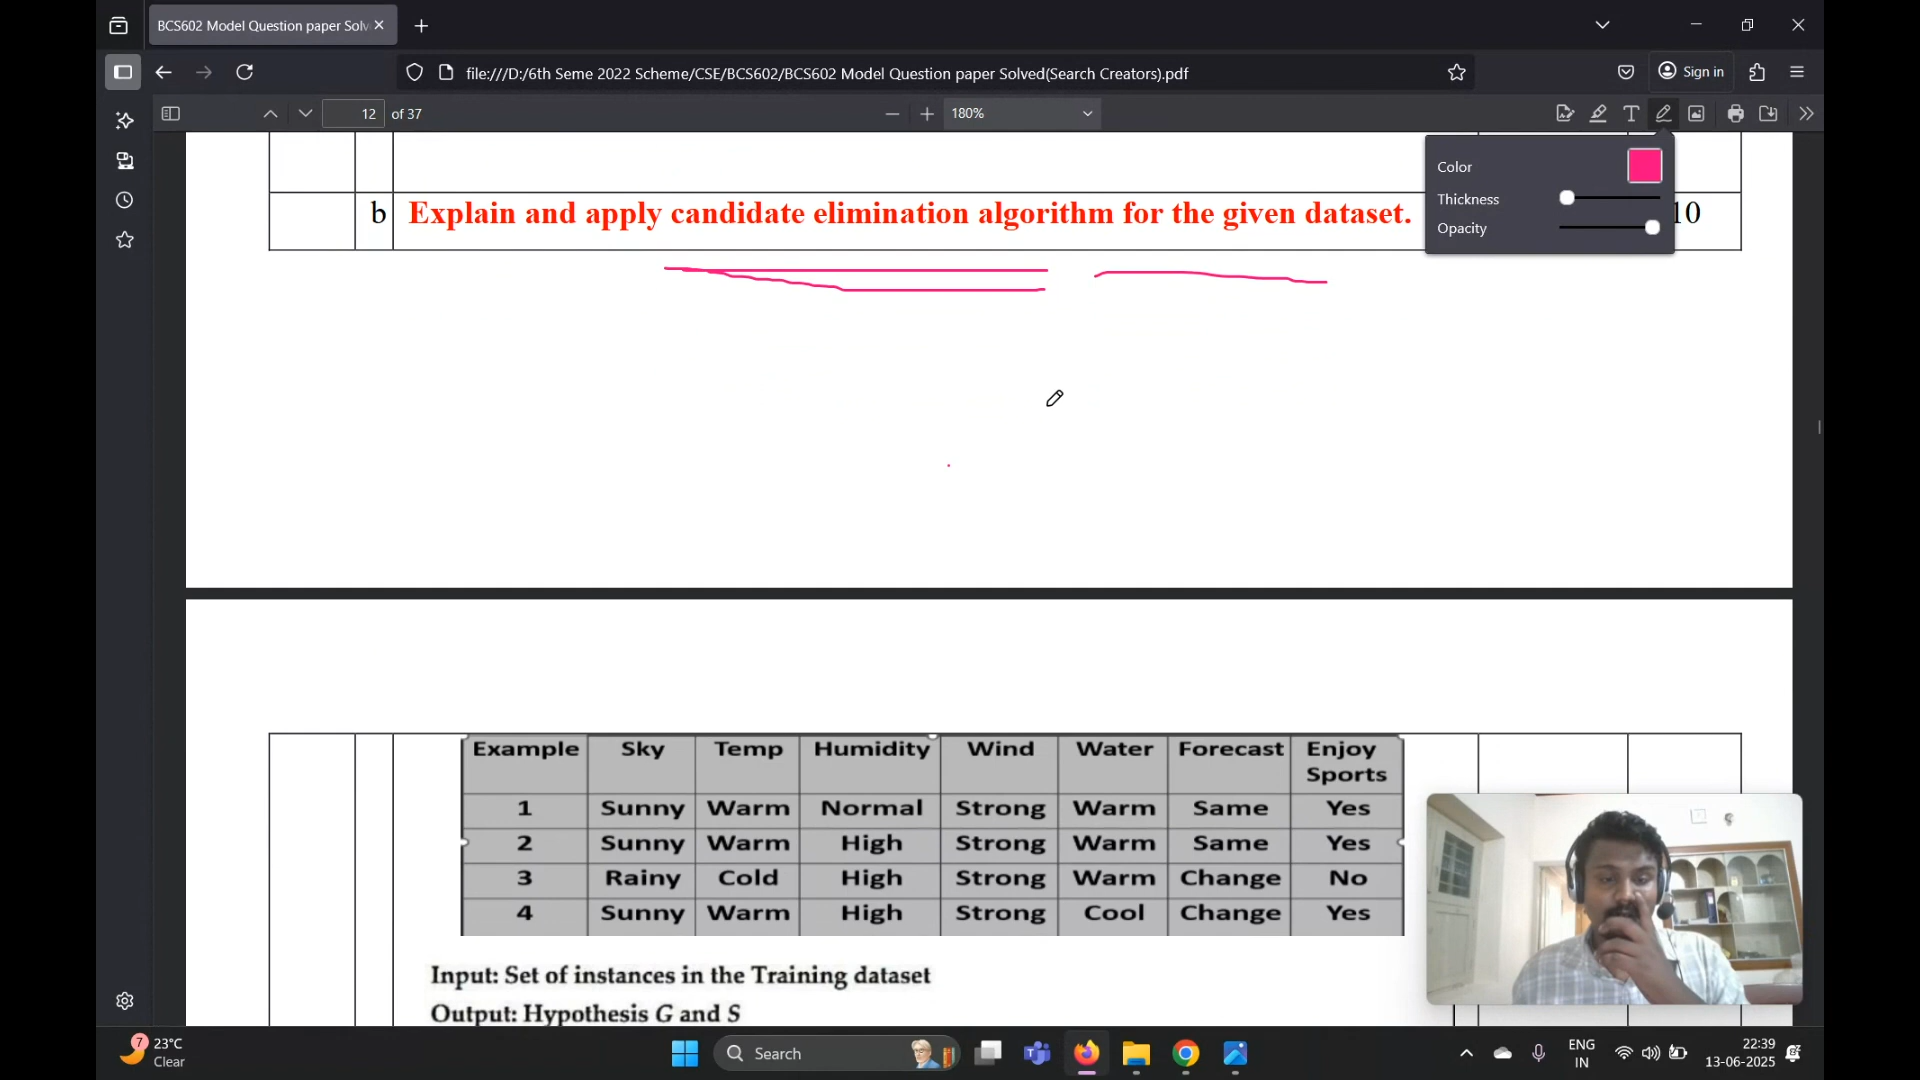 BCS602 Model Question paper Solv
file:///D:/6th Seme 2022 Scheme/CSE/BCS602/BCS602 Model Question paper Solved(Search Creators).pdf
Sign in
12 of 37
180%
Color
Thickness
Opacity
b Explain and apply candidate elimination algorithm for the given dataset. 10
Example Sky Temp Humidity Wind Water Forecast Enjoy Sports
1 Sunny Warm Normal Strong Warm Same Yes
2 Sunny Warm High Strong Warm Same Yes
3 Rainy Cold High Strong Warm Change No
4 Sunny Warm High Strong Cool Change Yes
Input: Set of instances in the Training dataset
Output: Hypothesis G and S
7
23°C
Clear
Search
ENG
IN
22:39
13-06-2025